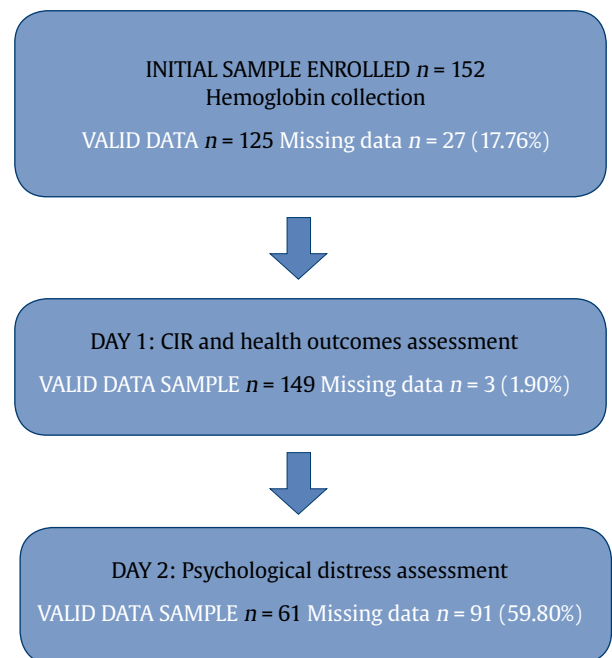 INITIAL SAMPLE ENROLLED n = 152
Hemoglobin collection
VALID DATA n = 125 Missing data n = 27 (17.76%)
DAY 1: CIR and health outcomes assessment
VALID DATA SAMPLE n = 149 Missing data n = 3 (1.90%)
DAY 2: Psychological distress assessment
VALID DATA SAMPLE n = 61 Missing data n = 91 (59.80%)